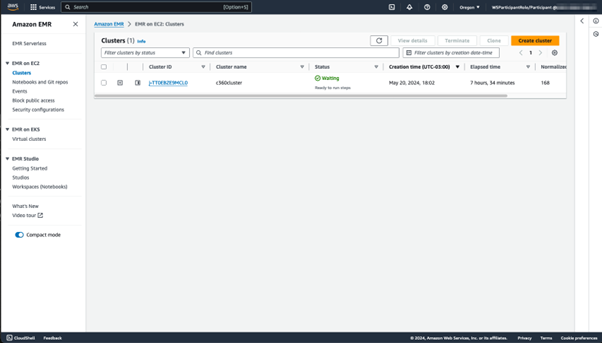 aws
Services
Search
[Option+S]
Oregon
WSParticipantRole/Participant
Amazon EMR
EMR Serverless
EMR on EC2
Clusters
Notebooks and Git repos
Events
Block public access
Security configurations
EMR on EKS
Virtual clusters
EMR Studio
Getting Started
Studios
Workspaces (Notebooks)
What's New
Video tour
Compact mode
Amazon EMR > EMR on EC2: Clusters
Clusters (1) Info
View details
Terminate
Clone
Create cluster
Filter clusters by status
Find clusters
Filter clusters by creation date-time
1
Cluster ID
Cluster name
Status
Creation time (UTC-03:00)
Elapsed time
Normalize
c360cluster
Waiting
Ready to run steps
May 20, 2024, 18:02
7 hours, 34 minutes
168
CloudShell
Feedback
© 2024, Amazon Web Services, Inc. or its affiliates.
Privacy
Terms
Cookie preferences